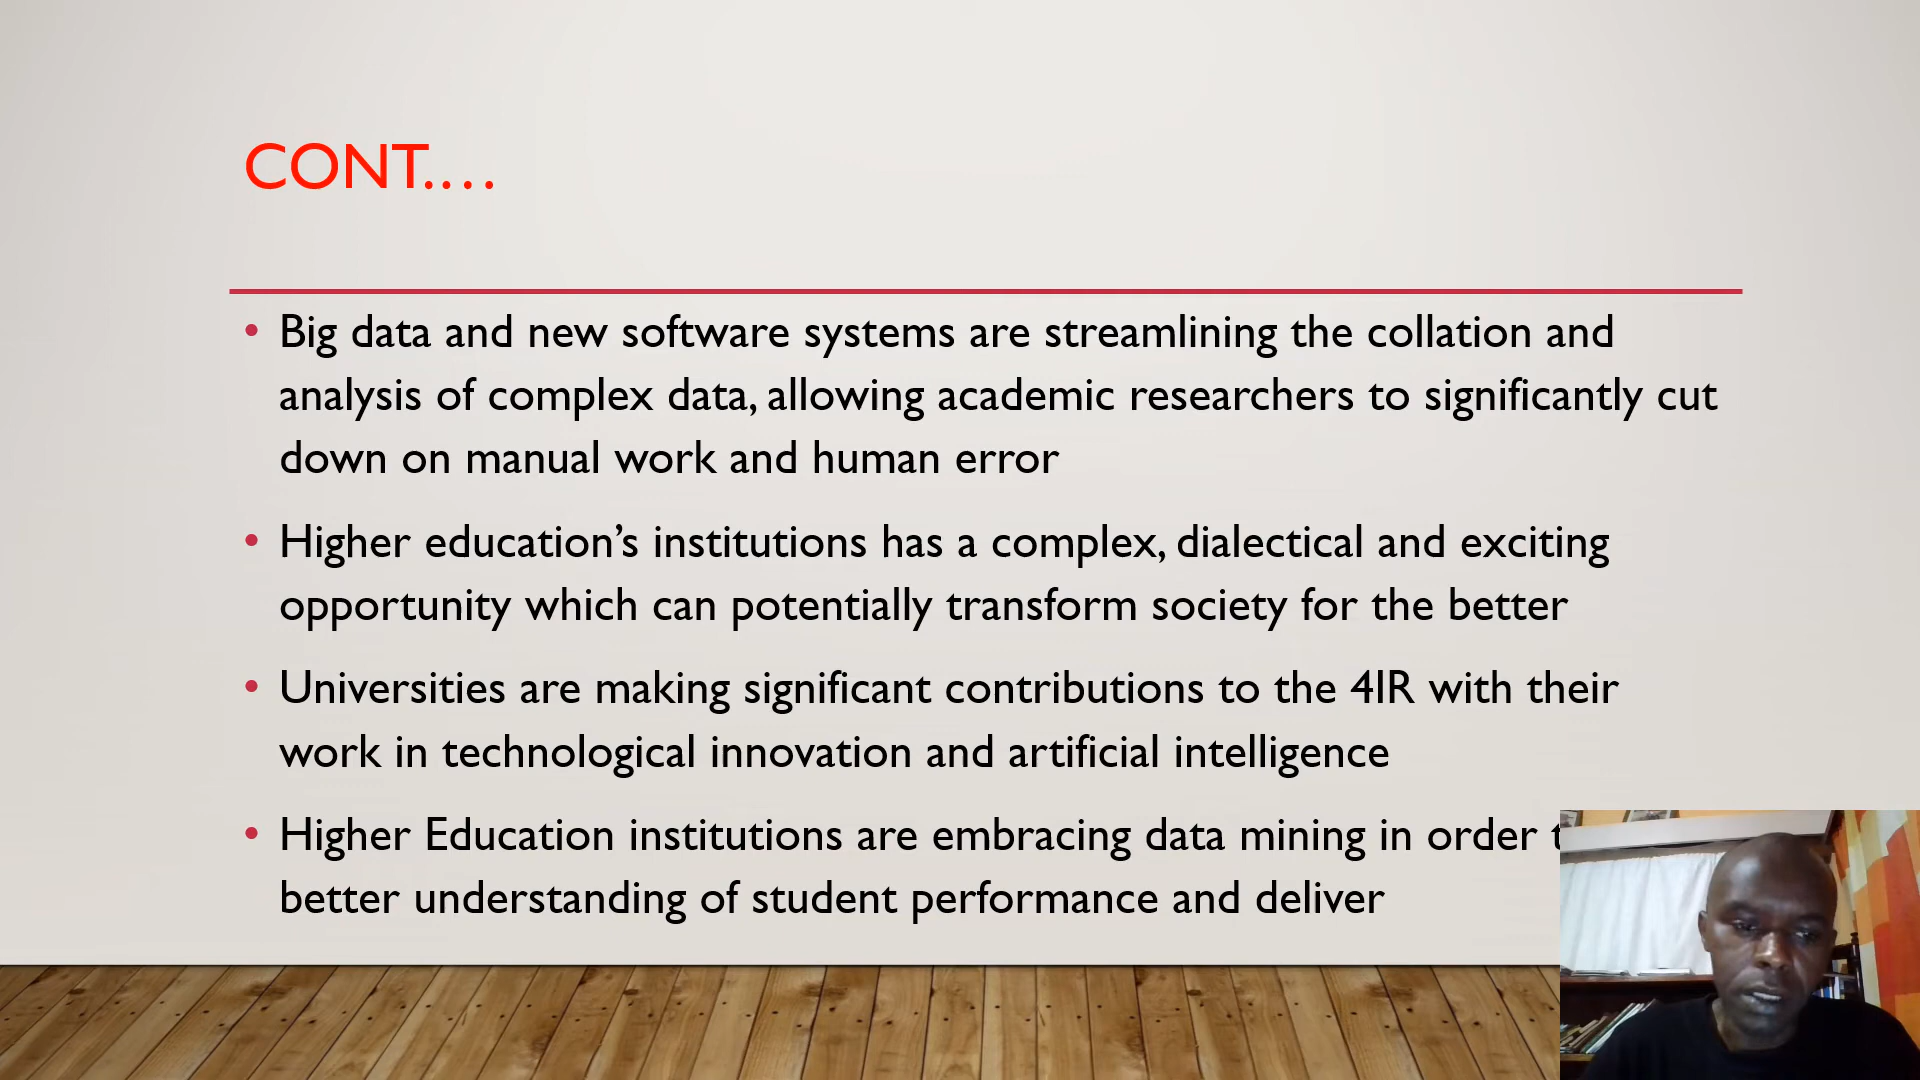 CONT....
• Big data and new software systems are streamlining the collation and
analysis of complex data, allowing academic researchers to significantly cut
down on manual work and human error
• Higher education’s institutions has a complex, dialectical and exciting
opportunity which can potentially transform society for the better
• Universities are making significant contributions to the 4IR with their
work in technological innovation and artificial intelligence
• Higher Education institutions are embracing data mining in order
better understanding of student performance and deliver